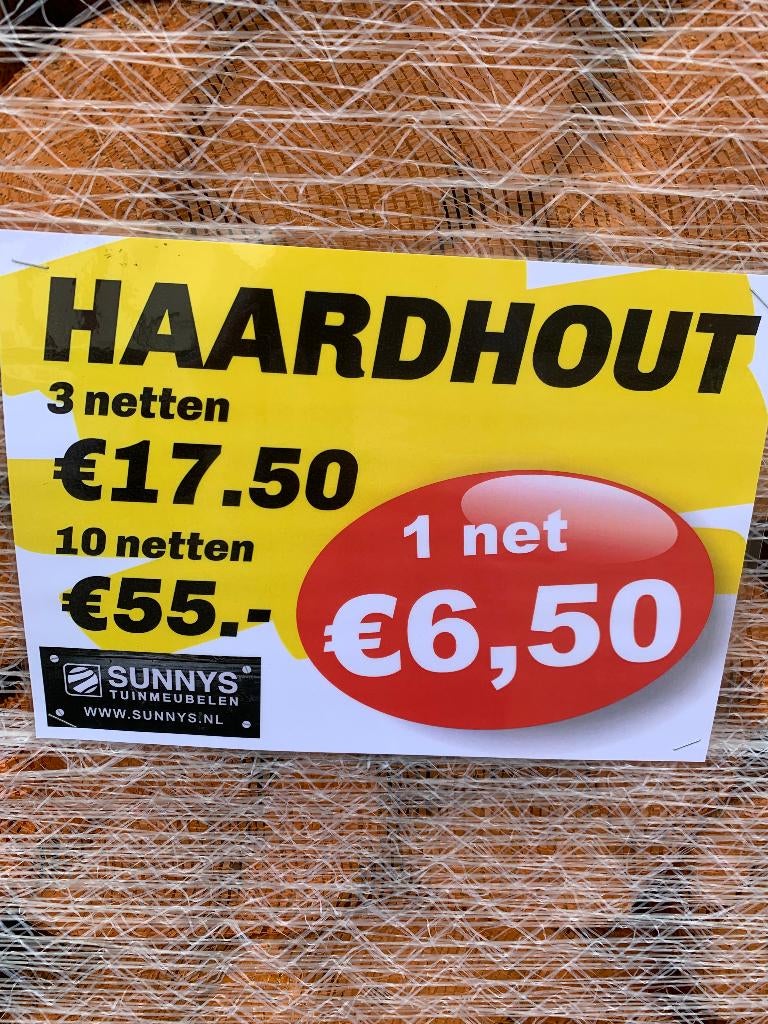 HAARDHOUT
3 netten
€17.50
10 netten
€55.-
1 net
€6,50
SUNNYS
TUINMEUBELEN
WWW.SUNNYS.NL